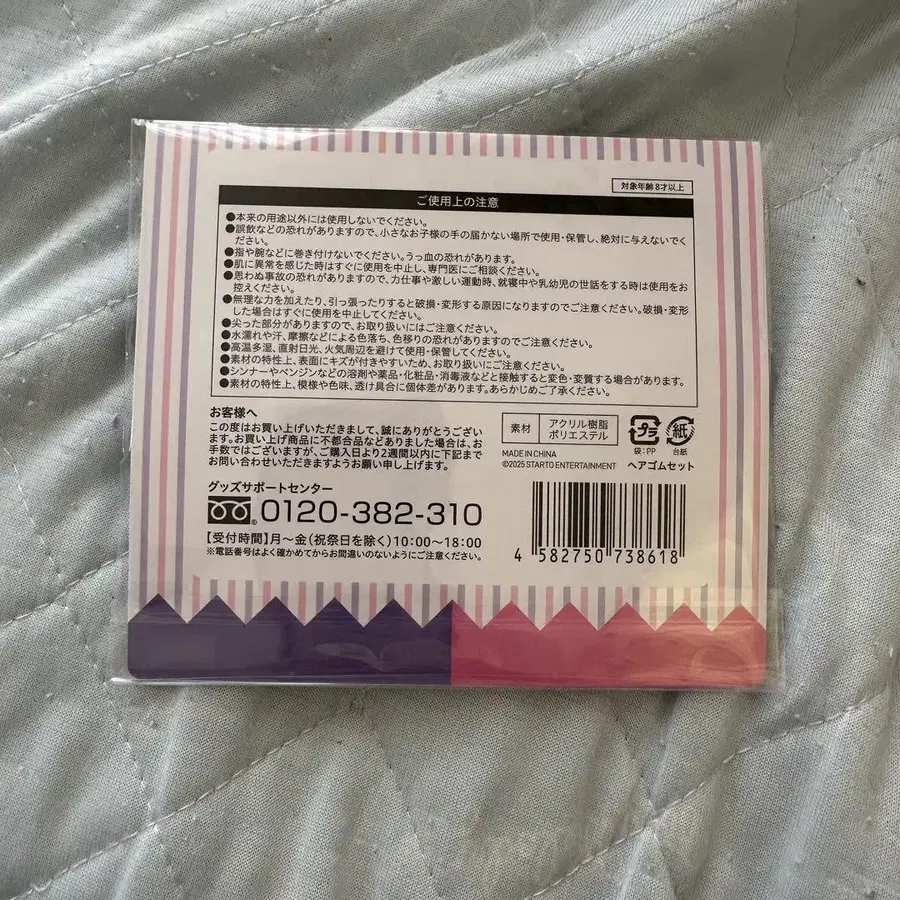 対象年齢8才以上
ご使用上の注意
●本来の用途以外には使用しないでください。
●誤飲などの恐れがありますので、小さなお子様の手の届かない場所で使用・保管し、絶対に与えないでく
ださい。
●指や腕などに巻き付けないでください。うっ血の恐れがあります。
●肌に異常を感じた時はすぐに使用を中止し、専門医にご相談ください。
●思わぬ事故の恐れがありますので、力仕事や激しい運動時、就寝中や乳幼児の世話をする時は使用をお
控えください。
●無理な力を加えたり、引っ張ったりすると破損・変形する原因になりますのでご注意ください。破損・変形
した場合はすぐに使用を中止してください。
●尖った部分がありますので、お取り扱いにはご注意ください。
●水濡れや汗、摩擦などによる色落ち、色移りの恐れがありますのでご注意ください。
●高温多湿、直射日光、火気周辺を避けて使用・保管してください。
●素材の特性上、表面にキズが付きやすいため、お取り扱いにご注意ください。
●シンナーやベンジンなどの溶剤や薬品・化粧品・消毒液などと接触すると変色・変質する場合があります。
●素材の特性上、模様や色味、透け具合に個体差があります。あらかじめご了承ください。
お客様へ
この度はお買い上げいただきまして、誠にありがとうござい
ます。お買い上げ商品に不都合品などありました場合は、お
手数ではございますが、ご購入日より2週間以内に下記まで
お問い合わせいただきますようお願い申し上げます。
素材 アクリル樹脂
ポリエステル
プラ 紙
袋:PP 台紙
MADE IN CHINA
©2025 STARTO ENTERTAINMENT ヘアゴムセット
グッズサポートセンター
0120-382-310
【受付時間】月〜金(祝祭日を除く)10:00〜18:00
※電話番号はよく確かめてからお間違いのないようにご注意ください。
4 582750 738618